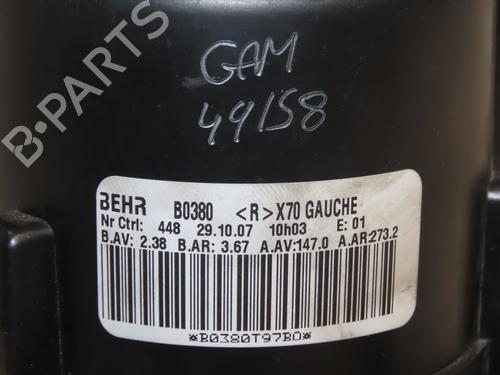 B-PARTS
GAM
49158
BEHR B0380 <R>X70 GAUCHE
Nr Ctrl: 448 29.10.07 10h03 E: 01
B.AV: 2.38 B.AR: 3.67 A.AV:147.0 A.AR:273.2
*B0380T97B0*